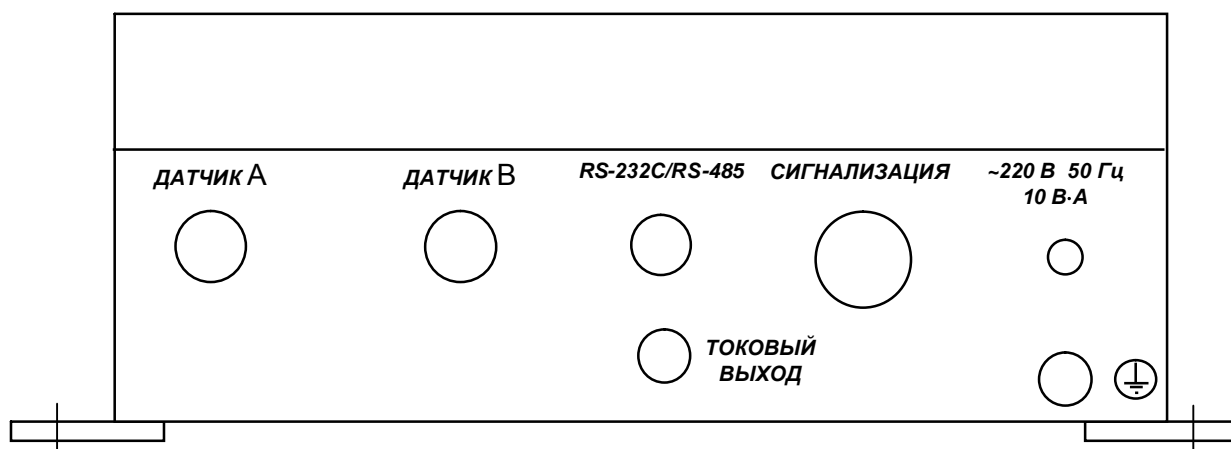 ДАТЧИК А
ДАТЧИК В
RS-232C/RS-485
СИГНАЛИЗАЦИЯ
~220 В 50 Гц
10 В·А
ТОКОВЫЙ
ВЫХОД